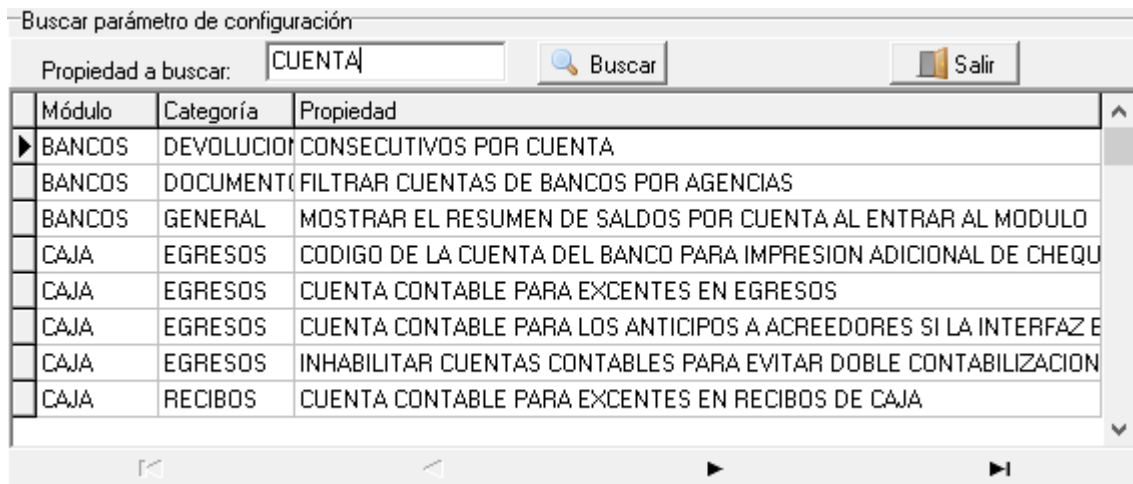 Buscar parámetro de configuración
Propiedad a buscar: CUENTA Buscar Salir
Módulo Categoría Propiedad
BANCOS DEVOLUCION CONSECUTIVOS POR CUENTA
BANCOS DOCUMENTO FILTRAR CUENTAS DE BANCOS POR AGENCIAS
BANCOS GENERAL MOSTRAR EL RESUMEN DE SALDOS POR CUENTA AL ENTRAR AL MODULO
CAJA EGRESOS CODIGO DE LA CUENTA DEL BANCO PARA IMPRESION ADICIONAL DE CHEQU
CAJA EGRESOS CUENTA CONTABLE PARA EXCENTES EN EGRESOS
CAJA EGRESOS CUENTA CONTABLE PARA LOS ANTICIPOS A ACREEDORES SI LA INTERFAZ E
CAJA EGRESOS INHABILITAR CUENTAS CONTABLES PARA EVITAR DOBLE CONTABILIZACION
CAJA RECIBOS CUENTA CONTABLE PARA EXCENTES EN RECIBOS DE CAJA